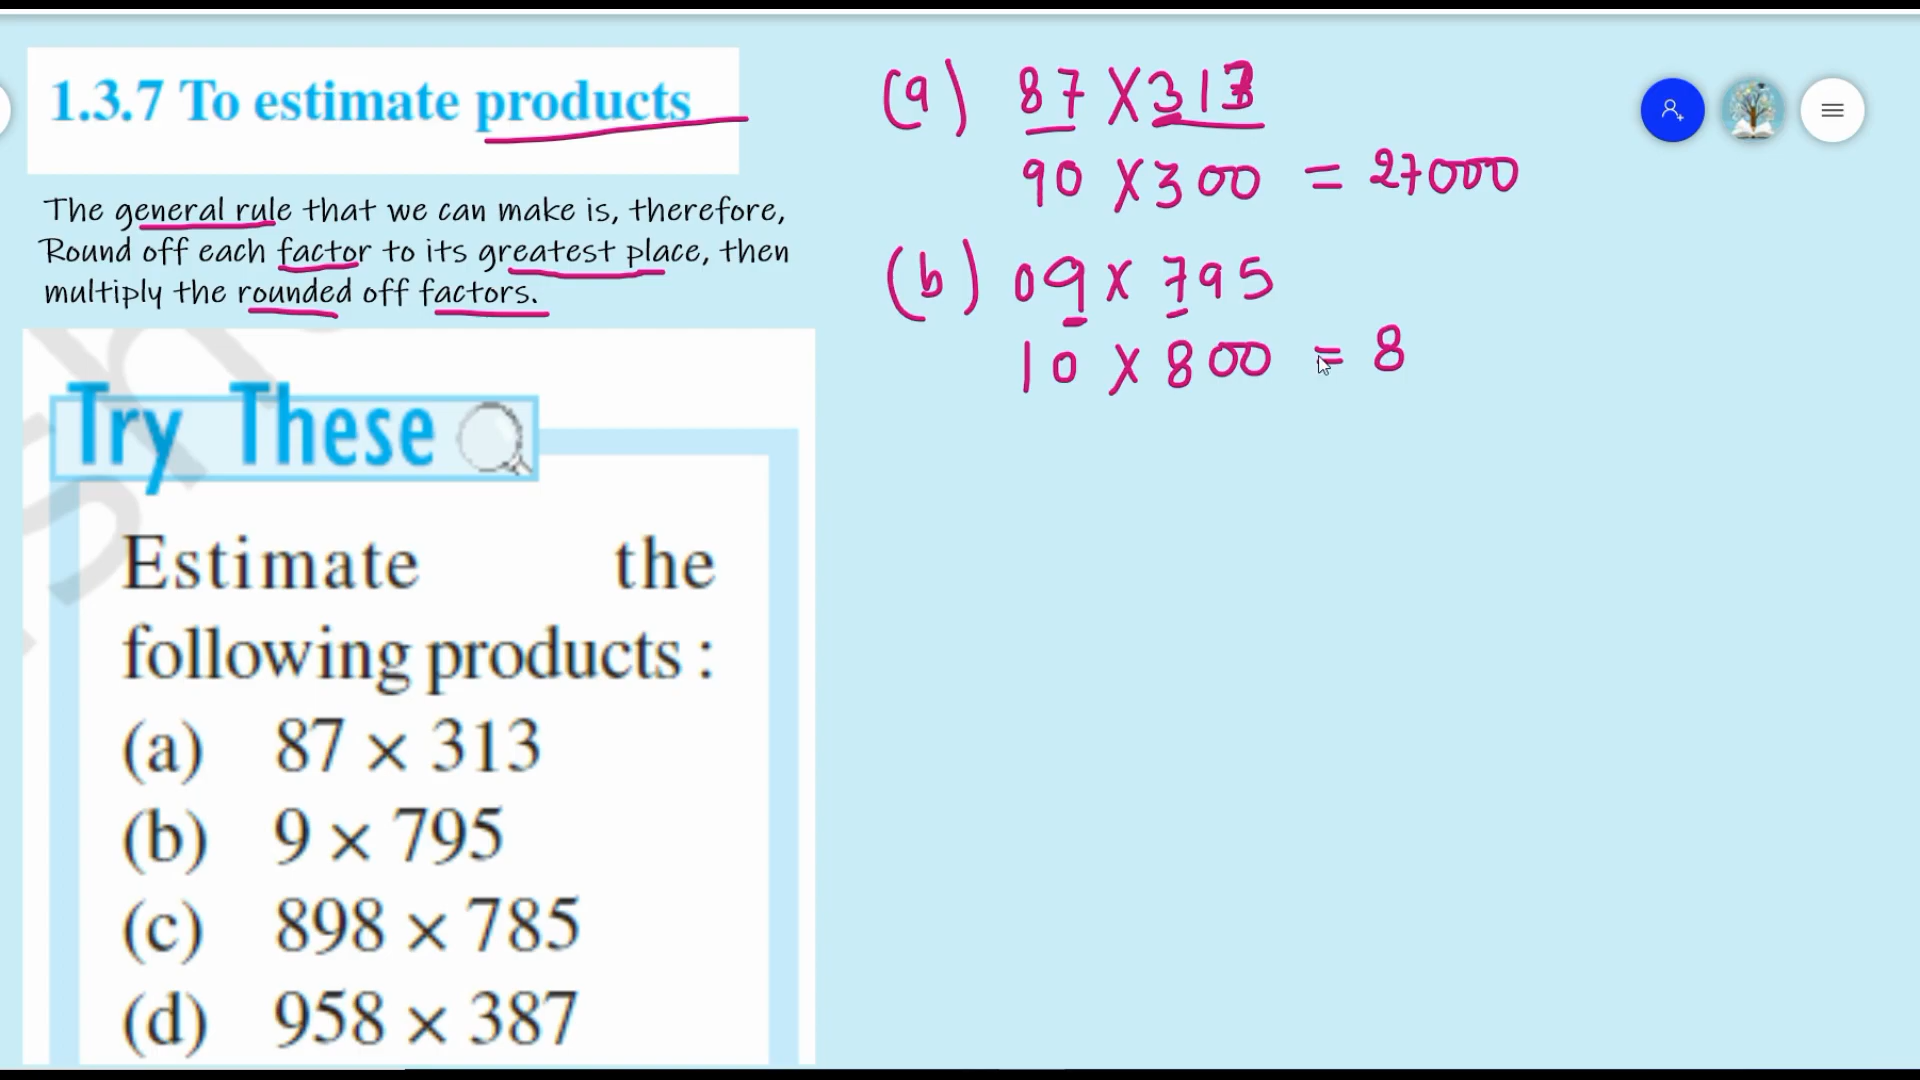 1.3.7 To estimate products
The general rule that we can make is, therefore,
Round off each factor to its greatest place, then
multiply the rounded off factors.
Try These
Estimate the
following products :
(a) 87 × 313
(b) 9 × 795
(c) 898 × 785
(d) 958 × 387
(a) 87 X 313
90 X 300 = 27000
(b) 09 x 795
10 X 800 = 8